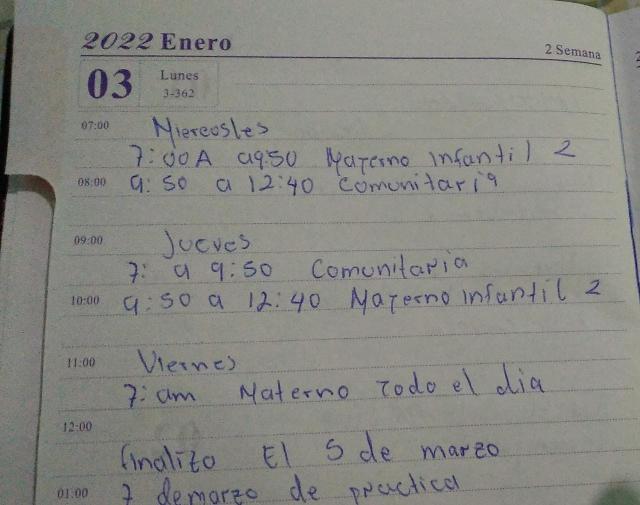 2022 Enero
2 Semana
03 Lunes
3-362
07:00 Miercosles
7:00A a9:50 Materno infantil 2
08:00 9:50 a 12:40 comunitaria
09:00 Jueves
7: a 9:50 Comunitaria
10:00 9:50 a 12:40 Materno infantil 2
11:00 Viernes
7:am Materno Todo el dia
12:00
finalizo El 5 de marzo
01:00 7 de marzo de practica